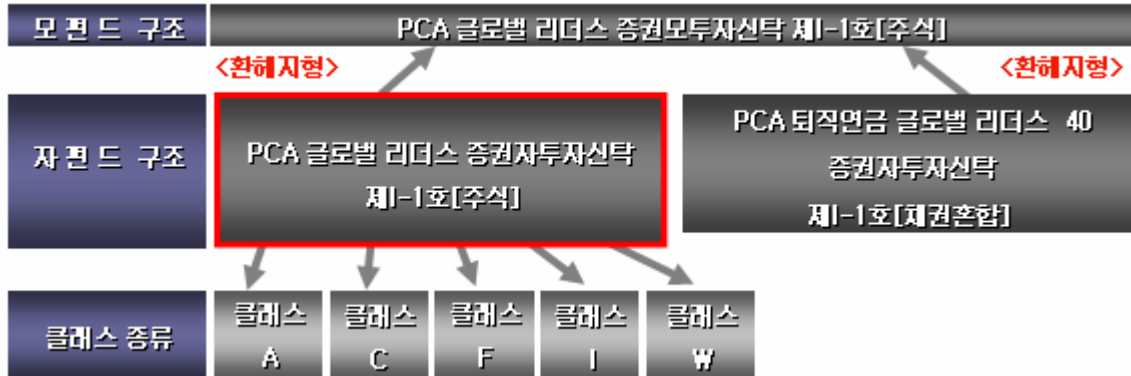 모 펀 드 구조
PCA 글로벌 리더스 증권모투자신탁 제I-1호[주식]
<환헤지형>
<환헤지형>
자 펀 드 구조
PCA 글로벌 리더스 증권자투자신탁
제I-1호[주식]
PCA 퇴직연금 글로벌 리더스 40
증권자투자신탁
제I-1호[채권혼합]
클래스 종류
클래스
A
클래스
C
클래스
F
클래스
I
클래스
W